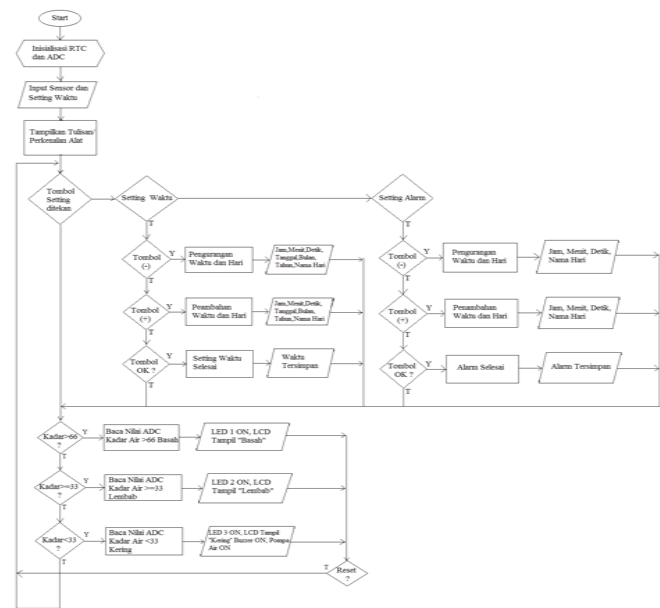 Start
Inisialisasi RTC
dan ADC
Input Sensor dan
Setting Waktu
Tampilkan Tulisan/
Perkenalan Alat
Tombol
Setting
ditekan
Setting Waktu
Setting Alarm
T
T
Tombol
(-)
Y
Pengurangan
Waktu dan Hari
Jam,Menit,Detik,
Tanggal,Bulan,
Tahun,Nama Hari
Tombol
(-)
Y
Pengurangan
Waktu dan Hari
Jam, Menit, Detik,
Nama Hari
T
T
Tombol
(+)
Y
Peambahan
Waktu dan Hari
Jam,Menit,Detik,
Tanggal,Bulan,
Tahun,Nama Hari
Tombol
(+)
Y
Penambahan
Waktu dan Hari
Jam, Menit, Detik,
Nama Hari
T
T
Tombol
OK ?
Y
Setting Waktu
Selesai
Waktu
Tersimpan
Tombol
OK ?
Y
Alarm Selesai
Alarm Tersimpan
T
T
Kadar>66
?
Y
Baca Nilai ADC
Kadar Air >66 Basah
LED 1 ON, LCD
Tampil "Basah"
T
Kadar>=33
?
Y
Baca Nilai ADC
Kadar Air >=33
Lembab
LED 2 ON, LCD
Tampil "Lembab"
T
Kadar<33
?
Y
Baca Nilai ADC
Kadar Air <33
Kering
LED 3 ON, LCD Tampil
"Kering" Buzzer ON, Pompa
Air ON
T
T
Reset
?